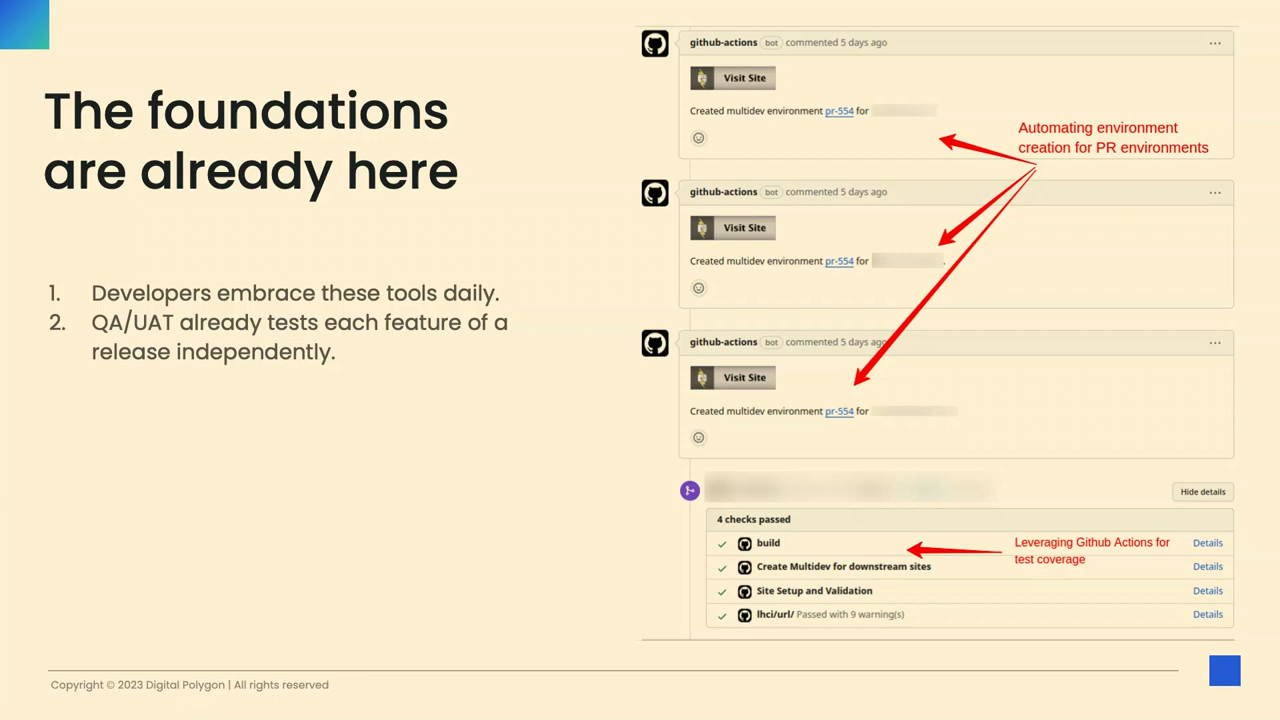 The foundations
are already here
1. Developers embrace these tools daily.
2. QA/UAT already tests each feature of a
release independently.
github-actions bot commented 5 days ago ...
Visit Site
Created multidev environment pr-554 for
Automating environment
creation for PR environments
github-actions bot commented 5 days ago ...
Visit Site
Created multidev environment pr-554 for .
github-actions bot commented 5 days ago ...
Visit Site
Created multidev environment pr-554 for
Hide details
4 checks passed
build Details
Leveraging Github Actions for
test coverage
Create Multidev for downstream sites Details
Site Setup and Validation Details
lhci/url/ Passed with 9 warning(s) Details
Copyright © 2023 Digital Polygon | All rights reserved